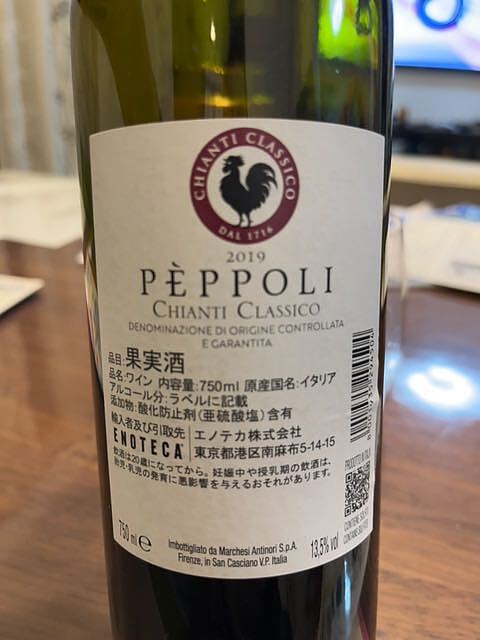 CHIANTI CLASSICO
DAL 1716
2019
PÈPPOLI
CHIANTI CLASSICO
DENOMINAZIONE DI ORIGINE CONTROLLATA
E GARANTITA
品目:果実酒
品名:ワイン 内容量:750ml 原産国名:イタリア
アルコール分:ラベルに記載
添加物:酸化防止剤(亜硫酸塩)含有
輸入者及び引取先
ENOTECA
エノテカ株式会社
東京都港区南麻布5-14-15
飲酒は20歳になってから。妊娠中や授乳期の飲酒は、
胎児・乳児の発育に悪影響を与えるおそれがあります。
PRODOTTO IN ITALIA
750 ml e
Imbottigliato da Marchesi Antinori S.p.A.
Firenze, in San Casciano V.P. Italia
13,5% vol